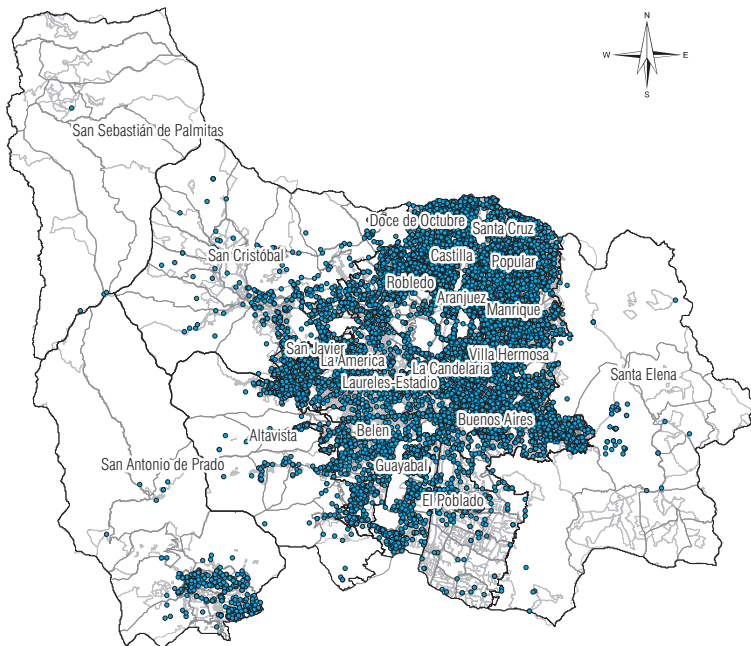 N
W E
S
San Sebastián de Palmitas
Doce de Octubre
Santa Cruz
San Cristóbal
Castilla
Popular
Robledo
Aranjuez
Manrique
San Javier
La America
Villa Hermosa
La Candelaria
Santa Elena
Laureles-Estadio
Buenos Aires
Altavista
Belen
San Antonio de Prado
Guayabal
El Poblado